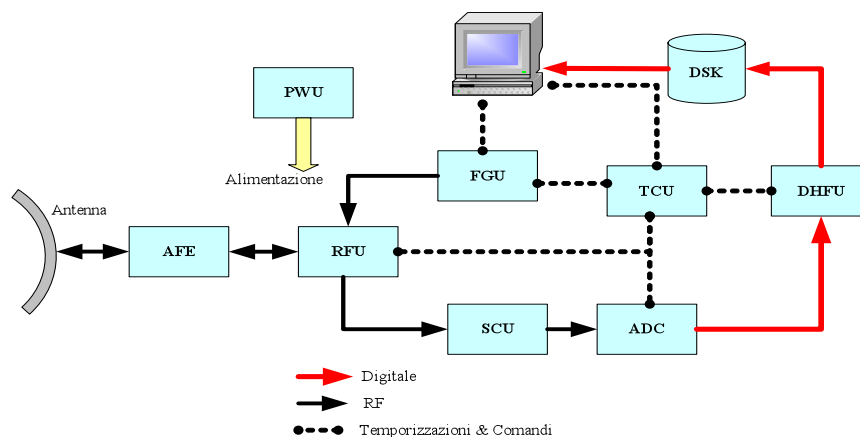 DSK
PWU
FGU
TCU
DHFU
Alimentazione
Antenna
AFE
RFU
SCU
ADC
Digitale
RF
Temporizzazioni & Comandi